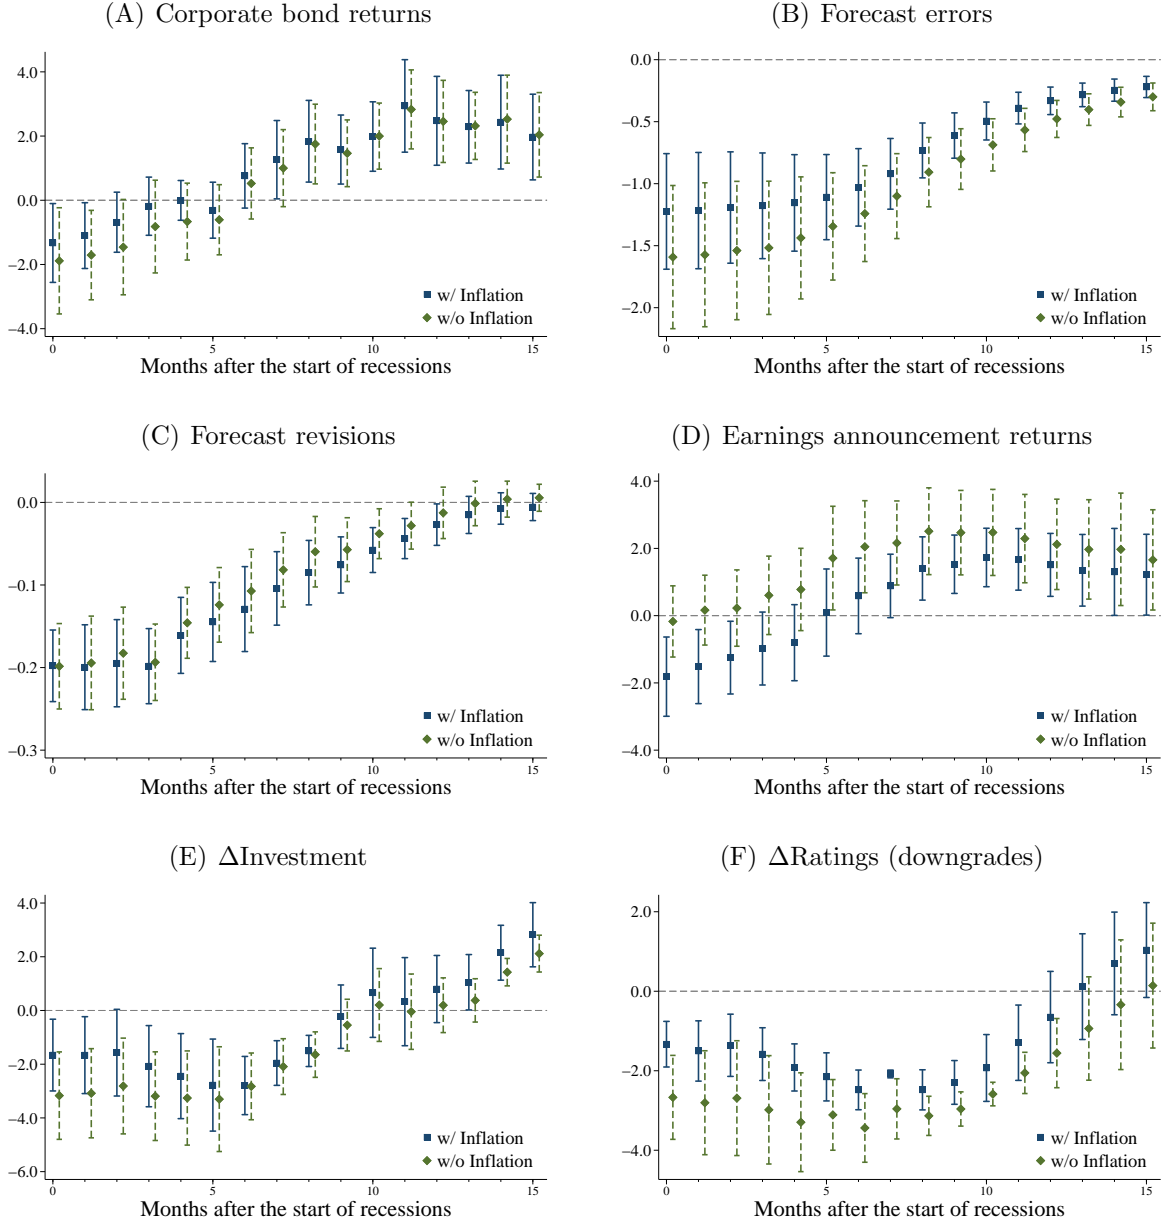 (A) Corporate bond returns
4.0
2.0
0.0
−2.0
−4.0
w/ Inflation
w/o Inflation
0 5 10 15
Months after the start of recessions
(B) Forecast errors
0.0
−0.5
−1.0
−1.5
−2.0
w/ Inflation
w/o Inflation
0 5 10 15
Months after the start of recessions
(C) Forecast revisions
0.0
−0.1
−0.2
−0.3
w/ Inflation
w/o Inflation
0 5 10 15
Months after the start of recessions
(D) Earnings announcement returns
4.0
2.0
0.0
−2.0
−4.0
w/ Inflation
w/o Inflation
0 5 10 15
Months after the start of recessions
(E) ΔInvestment
4.0
2.0
0.0
−2.0
−4.0
−6.0
w/ Inflation
w/o Inflation
0 5 10 15
Months after the start of recessions
(F) ΔRatings (downgrades)
2.0
0.0
−2.0
−4.0
w/ Inflation
w/o Inflation
0 5 10 15
Months after the start of recessions